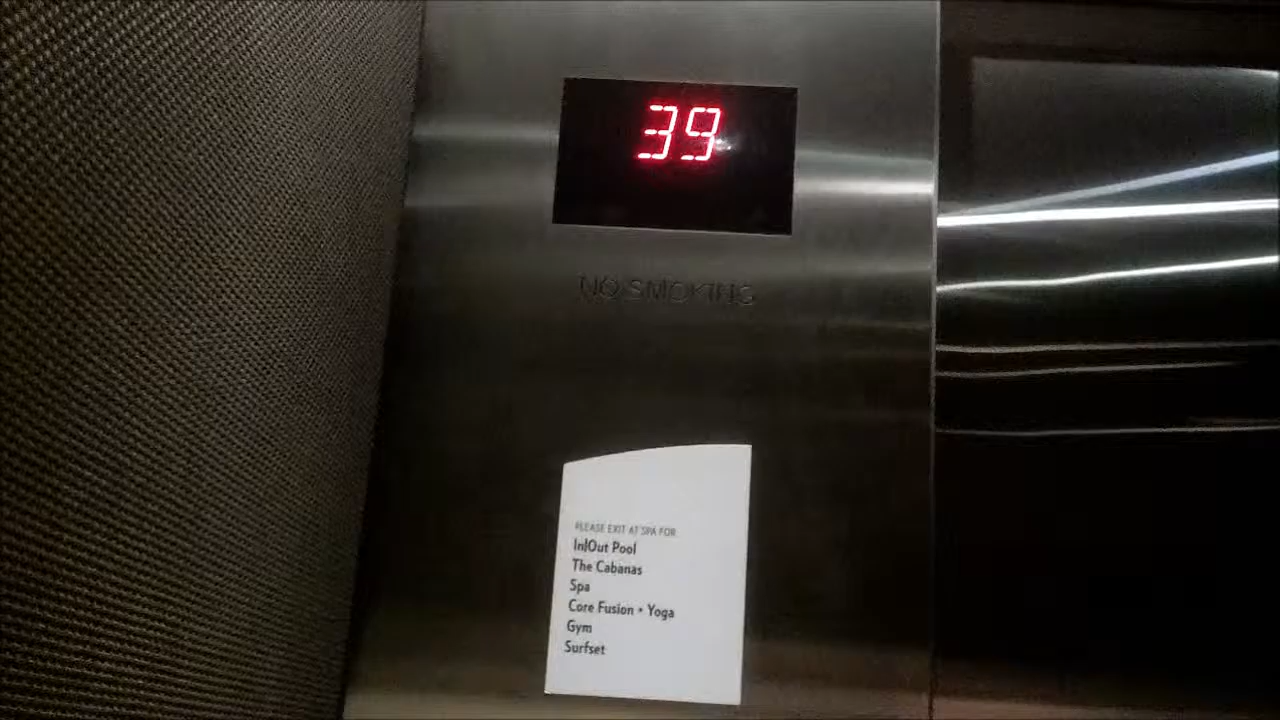 39
NO SMOKING
PLEASE EXIT AT SPA FOR
In|Out Pool
The Cabanas
Spa
Core Fusion • Yoga
Gym
Surfset